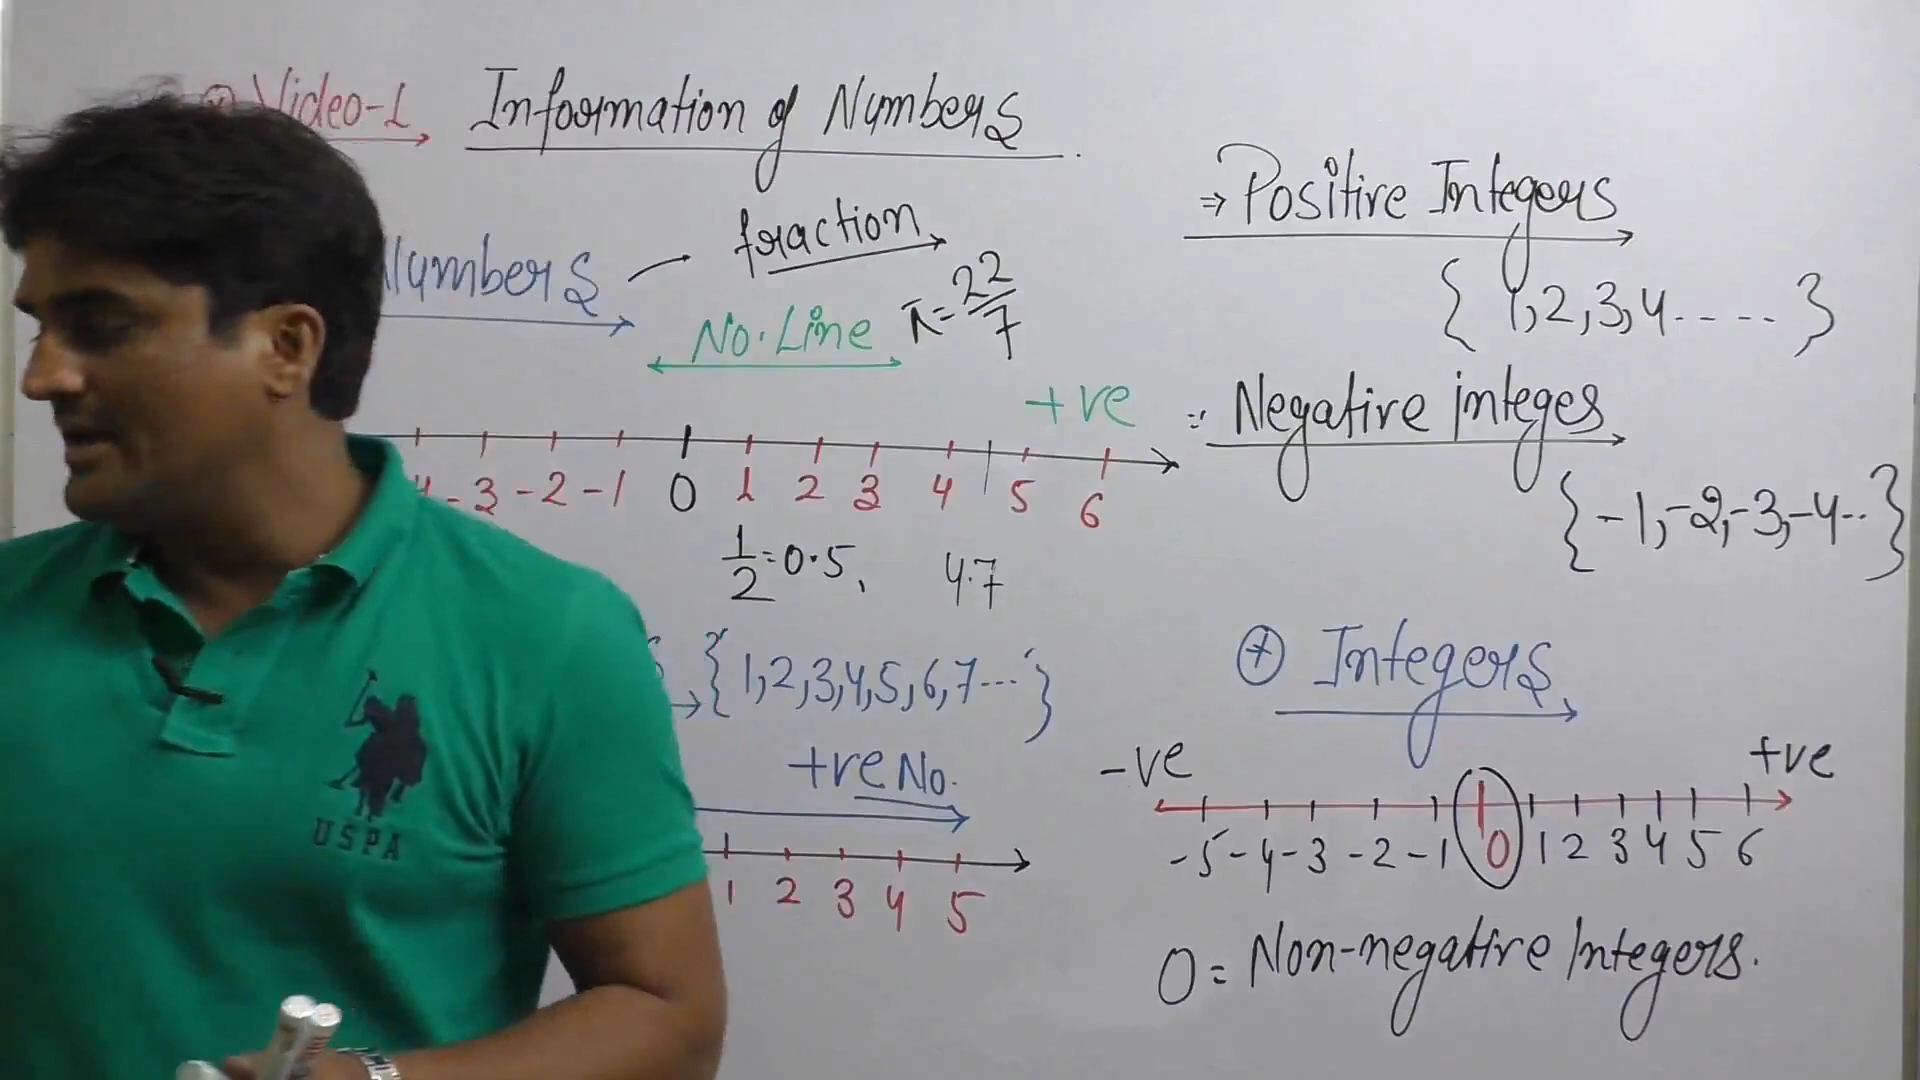 Video-1 Information of Numbers
Numbers
fraction
π = 22/7
No. Line
+ve
-3 -2 -1 0 1 2 3 4 5 6
1/2 = 0.5, 4.7
{1,2,3,4,5,6,7...}
+ve No.
1 2 3 4 5
⇒ Positive Integers
{ 1,2,3,4..... }
Negative integes
{ -1,-2,-3,-4.. }
Integers
-ve +ve
-5 -4 -3 -2 -1 0 1 2 3 4 5 6
0 = Non-negative Integers.
USPA